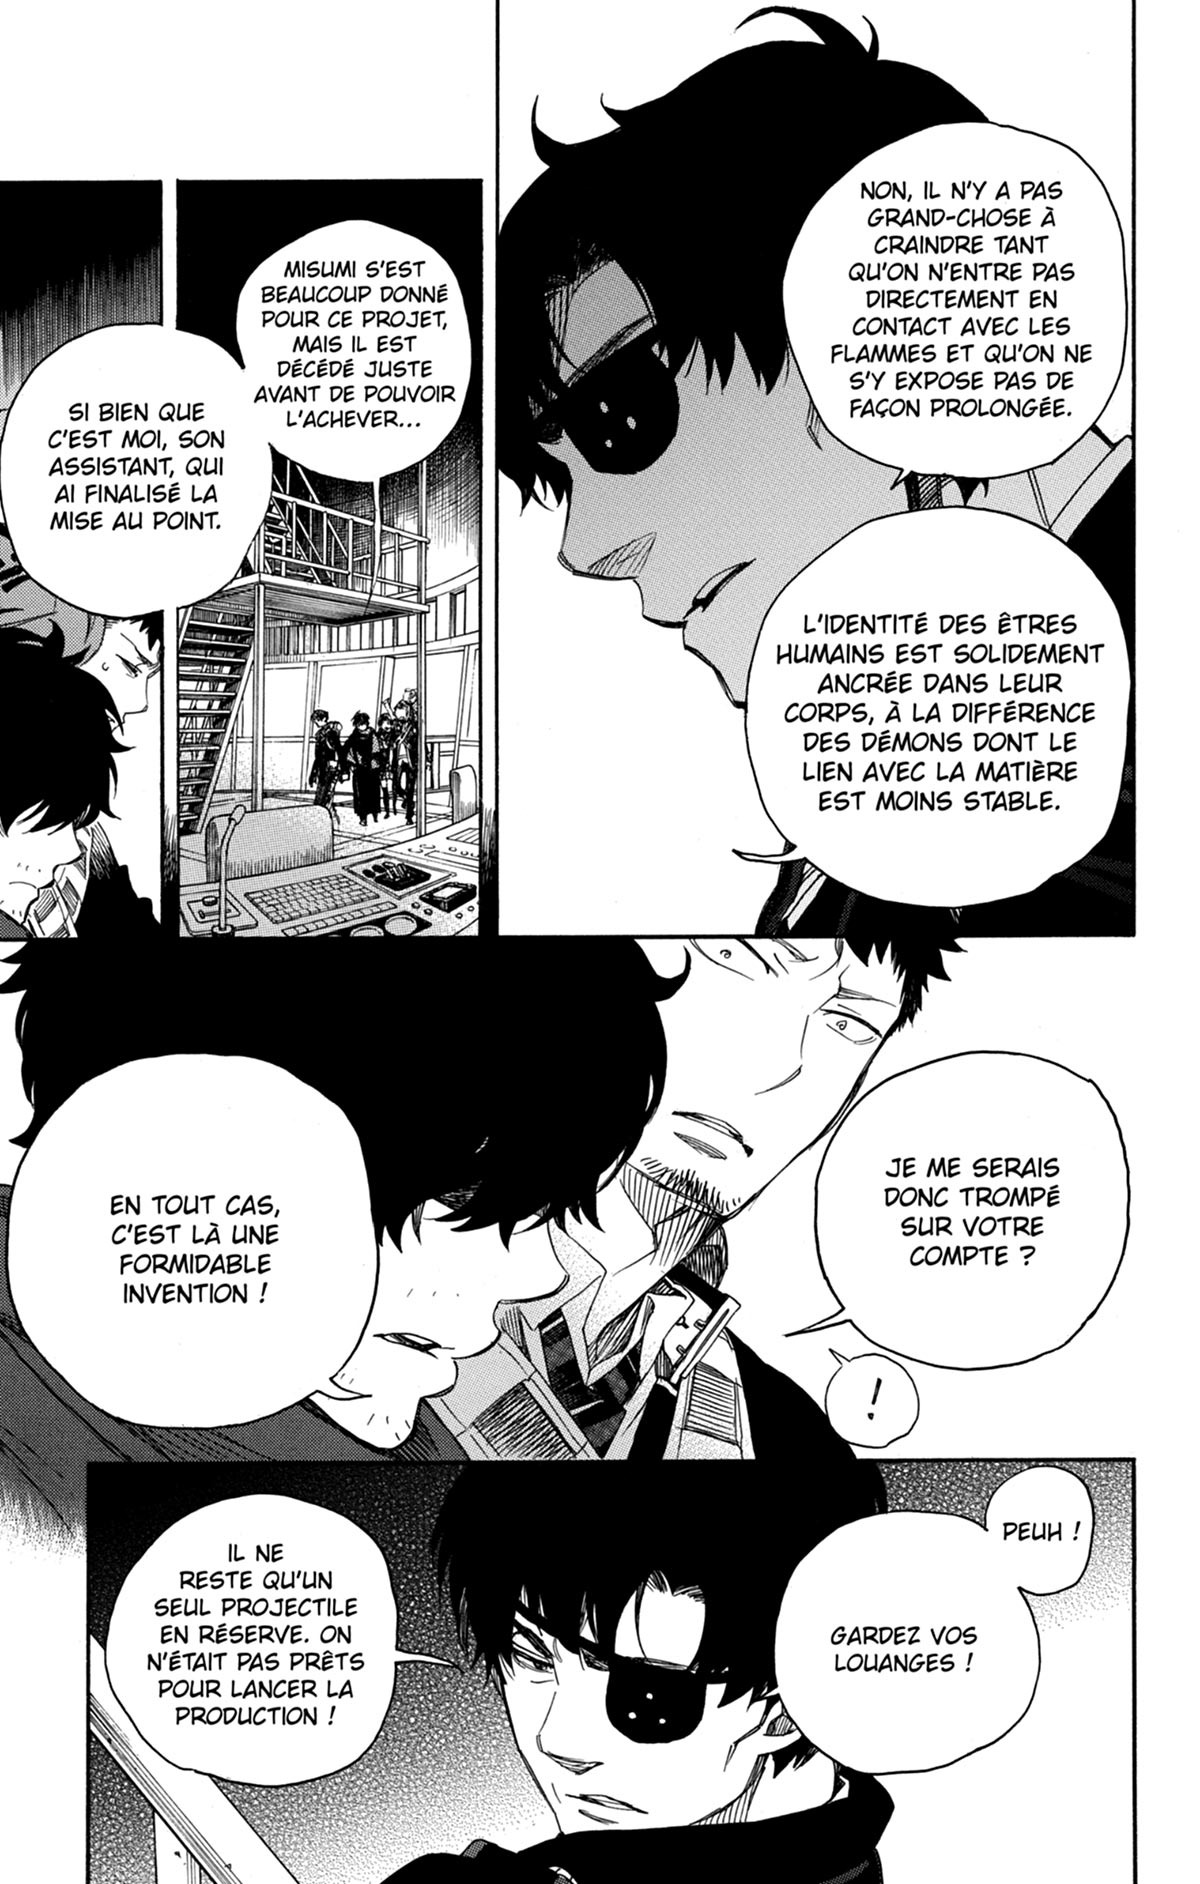 NON, IL N'Y A PAS
GRAND-CHOSE À
CRAINDRE TANT
QU'ON N'ENTRE PAS
DIRECTEMENT EN
CONTACT AVEC LES
FLAMMES ET QU'ON NE
S'Y EXPOSE PAS DE
FAÇON PROLONGÉE.
L'IDENTITÉ DES ÊTRES
HUMAINS EST SOLIDEMENT
ANCRÉE DANS LEUR
CORPS, À LA DIFFÉRENCE
DES DÉMONS DONT LE
LIEN AVEC LA MATIÈRE
EST MOINS STABLE.
MISUMI S'EST
BEAUCOUP DONNÉ
POUR CE PROJET,
MAIS IL EST
DÉCÉDÉ JUSTE
AVANT DE POUVOIR
L'ACHEVER...
SI BIEN QUE
C'EST MOI, SON
ASSISTANT, QUI
AI FINALISÉ LA
MISE AU POINT.
JE ME SERAIS
DONC TROMPÉ
SUR VOTRE
COMPTE ?
!
EN TOUT CAS,
C'EST LÀ UNE
FORMIDABLE
INVENTION !
PEUH !
GARDEZ VOS
LOUANGES !
IL NE
RESTE QU'UN
SEUL PROJECTILE
EN RÉSERVE. ON
N'ÉTAIT PAS PRÊTS
POUR LANCER LA
PRODUCTION !